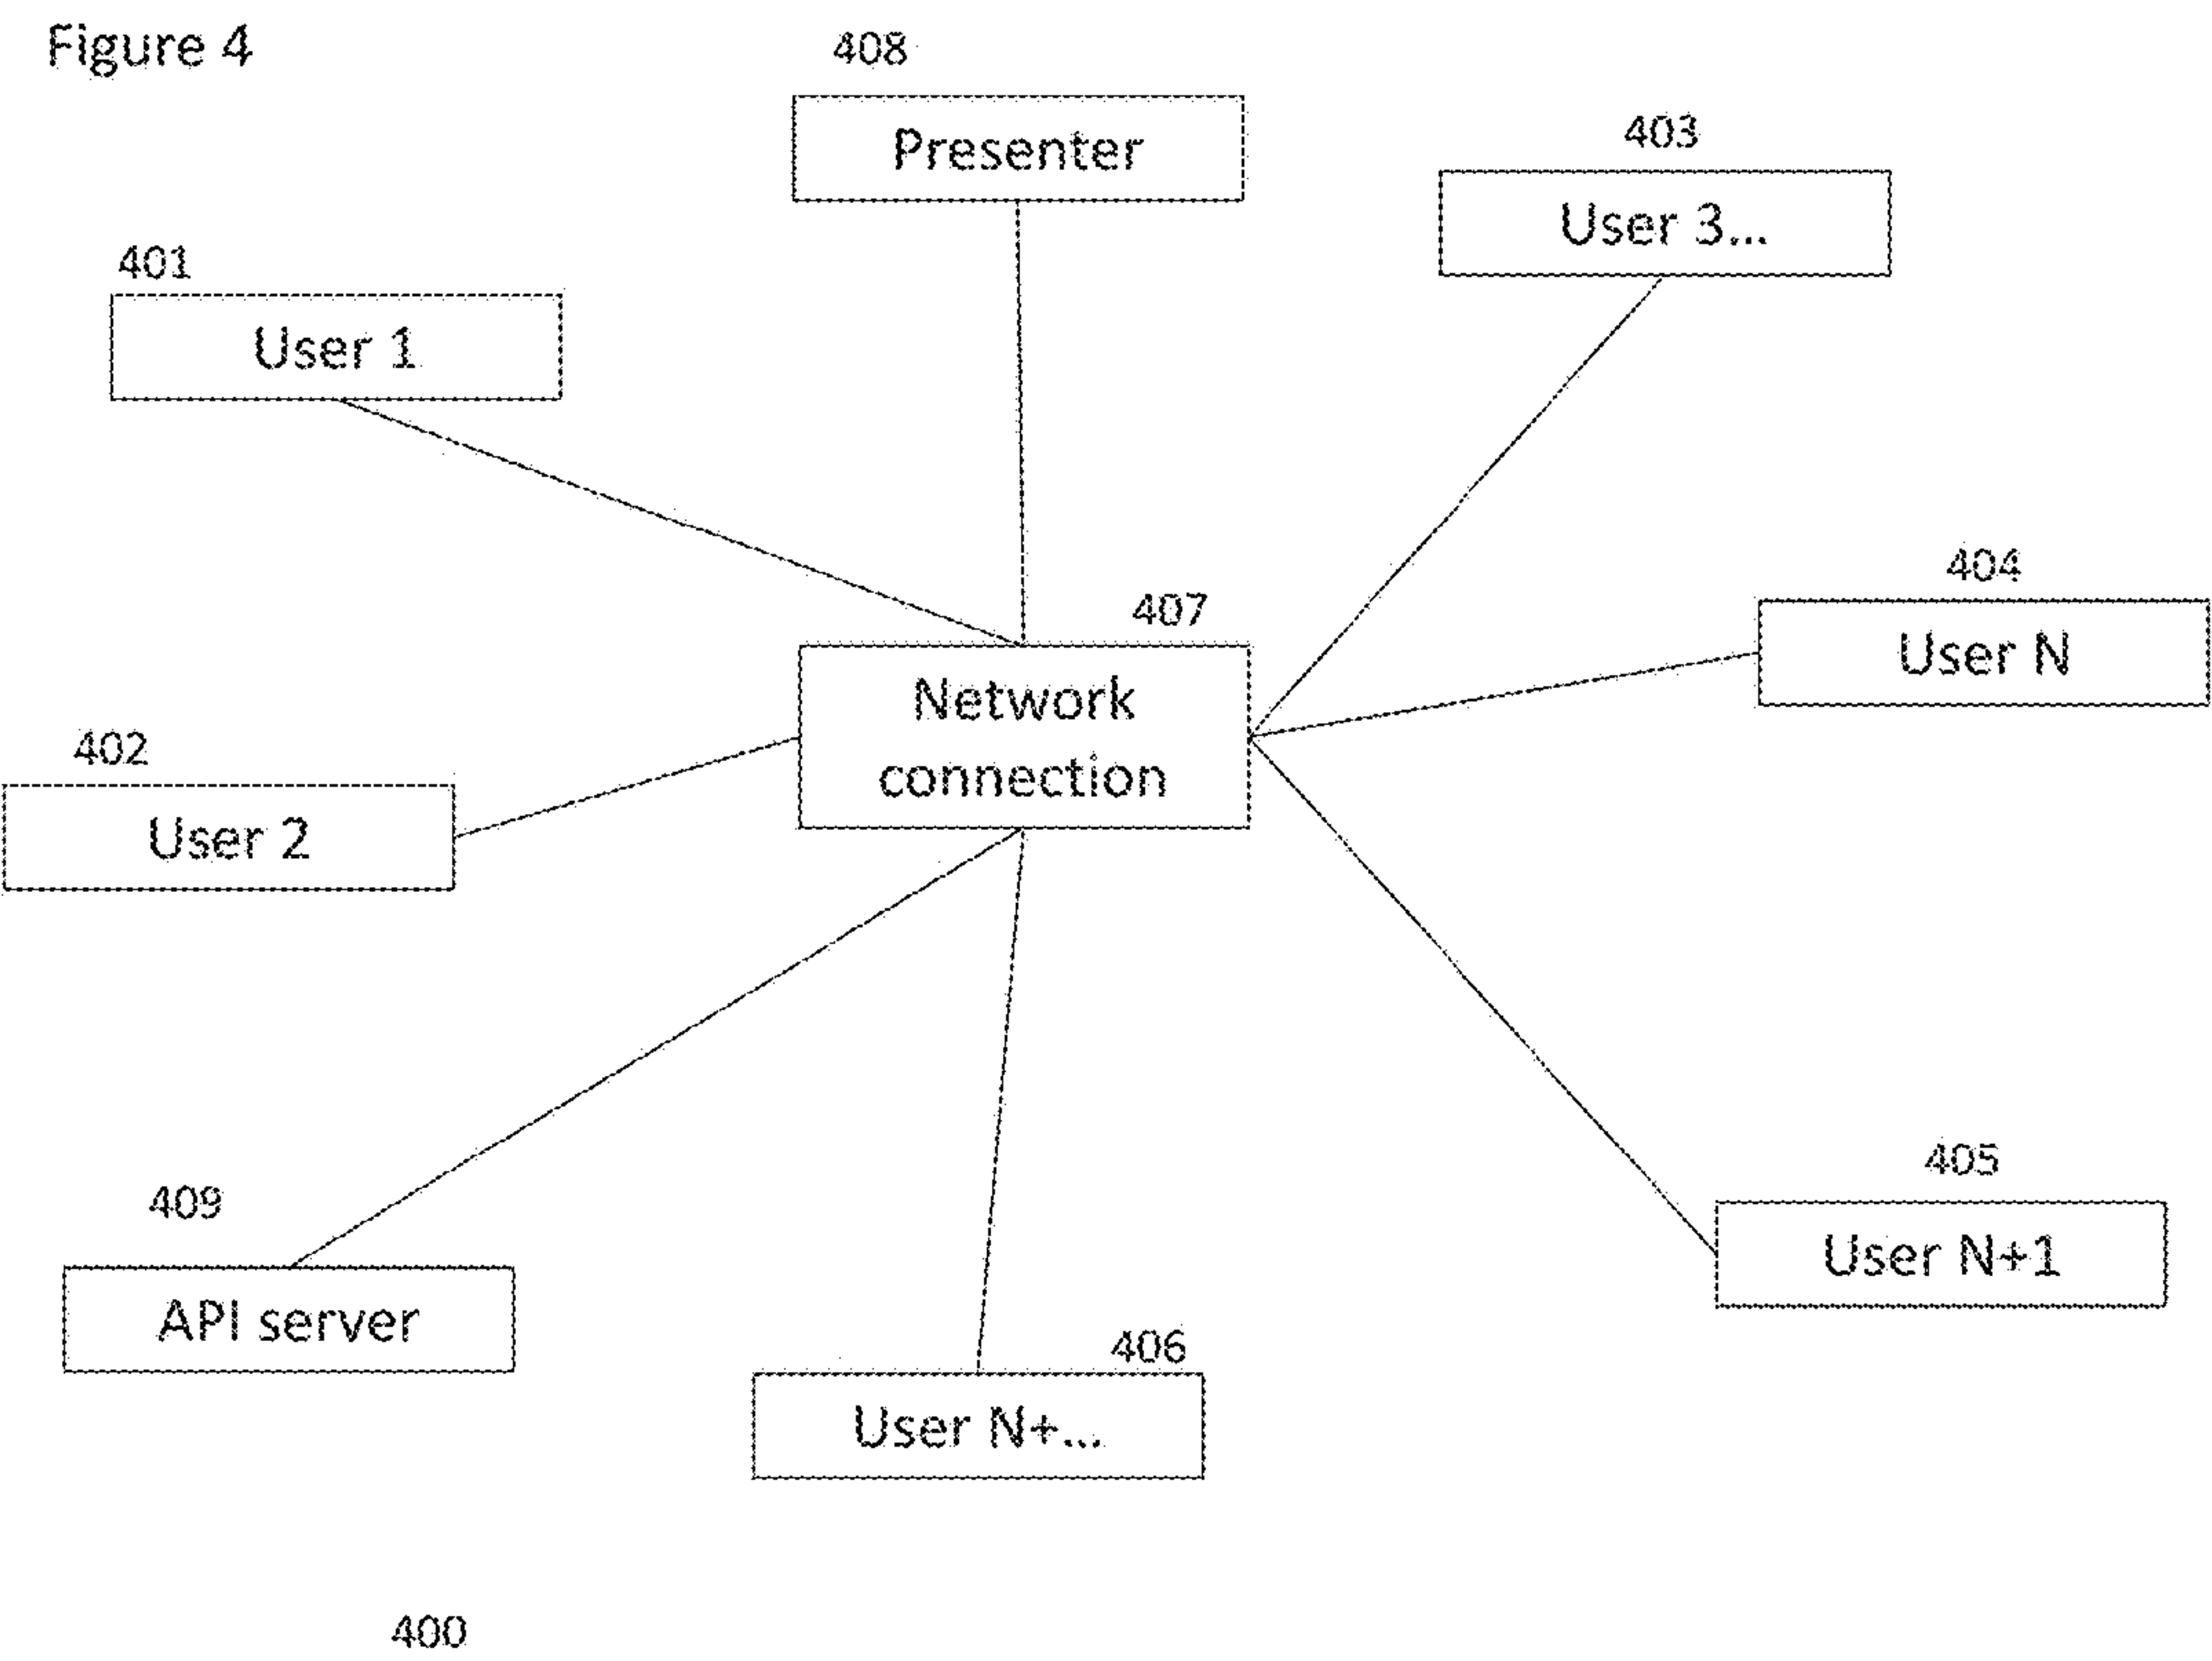 Figure 4
408
Presenter
403
User 3...
401
User 1
404
User N
407
Network
connection
402
User 2
405
User N+1
409
API server
406
User N+...
400